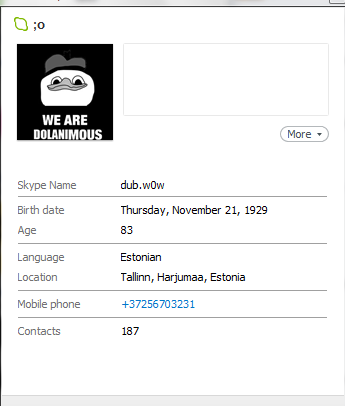 ;o
WE ARE
DOLANIMOUS
More
Skype Name dub.w0w
Birth date Thursday, November 21, 1929
Age 83
Language Estonian
Location Tallinn, Harjumaa, Estonia
Mobile phone +37256703231
Contacts 187